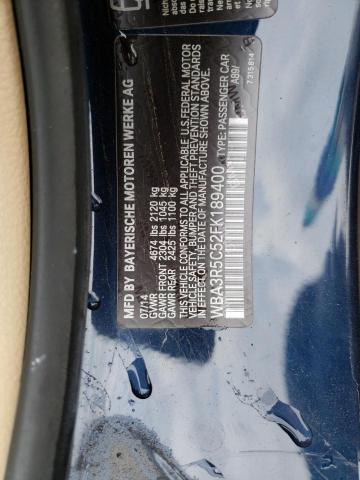 MFD BY BAYERISCHE MOTOREN WERKE AG
07/14
GVWR 4674 lbs 2120 kg
GAWR FRONT 2304 lbs 1045 kg
GAWR REAR 2425 lbs 1100 kg
THIS VEHICLE CONFORMS TO ALL APPLICABLE U.S. FEDERAL MOTOR
VEHICLE SAFETY, BUMPER AND THEFT PREVENTION STANDARDS
IN EFFECT ON THE DATE OF MANUFACTURE SHOWN ABOVE.
WBA3R5C52FK189400 TYPE: PASSENGER CAR
A89/
7315814